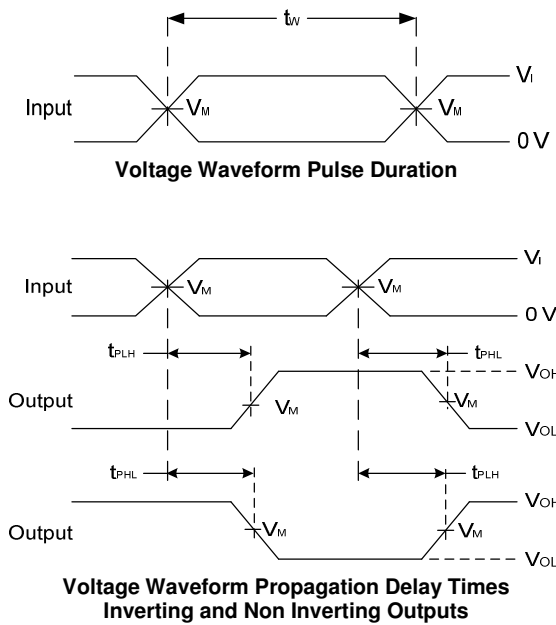 tW
VI
Input
VM
VM
0 V
Voltage Waveform Pulse Duration
VI
Input
VM
VM
0 V
tPLH
tPHL
VOH
Output
VM
VM
VOL
tPHL
tPLH
VOH
Output
VM
VM
VOL
Voltage Waveform Propagation Delay Times
Inverting and Non Inverting Outputs